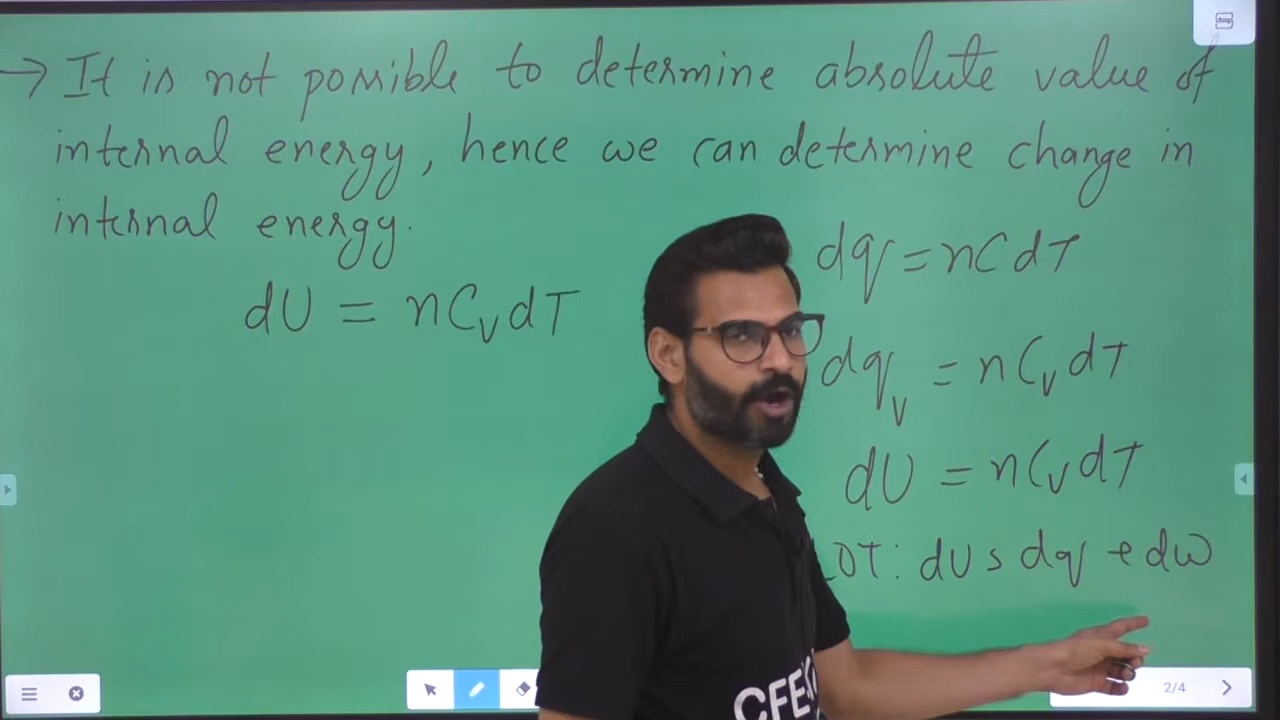 → It is not possible to determine absolute value of
internal energy, hence we can determine change in
internal energy.
dU = nCvdT
dq = nCdT
dqv = nCvdT
dU = nCvdT
OT: dU = dq + dw
2/4